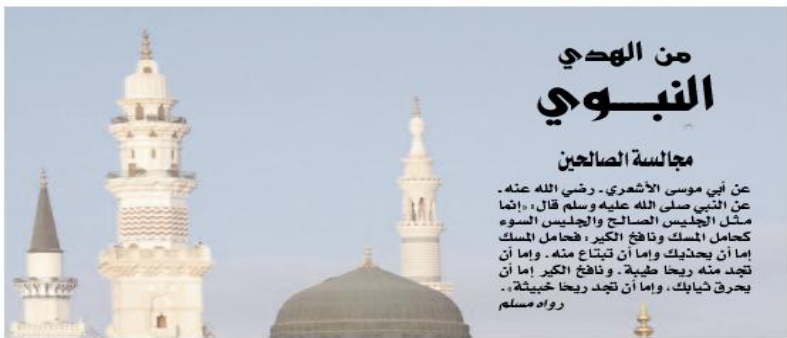 من الهدي
النبــوي
مجالسة الصالحين
عن أبي موسى الأشعري ـ رضي الله عنه ـ
عن النبي صلى الله عليه وسلم قال: «إنما
مثل الجليس الصالح والجليس السوء
كحامل المسك ونافخ الكير؛ فحامل المسك
إما أن يحذيك وإما أن تبتاع منه ـ وإما أن
تجد منه ريحا طيبة ـ ونافخ الكير إما أن
يحرق ثيابك، وإما أن تجد ريحا خبيثة»ـ
رواه مسلم